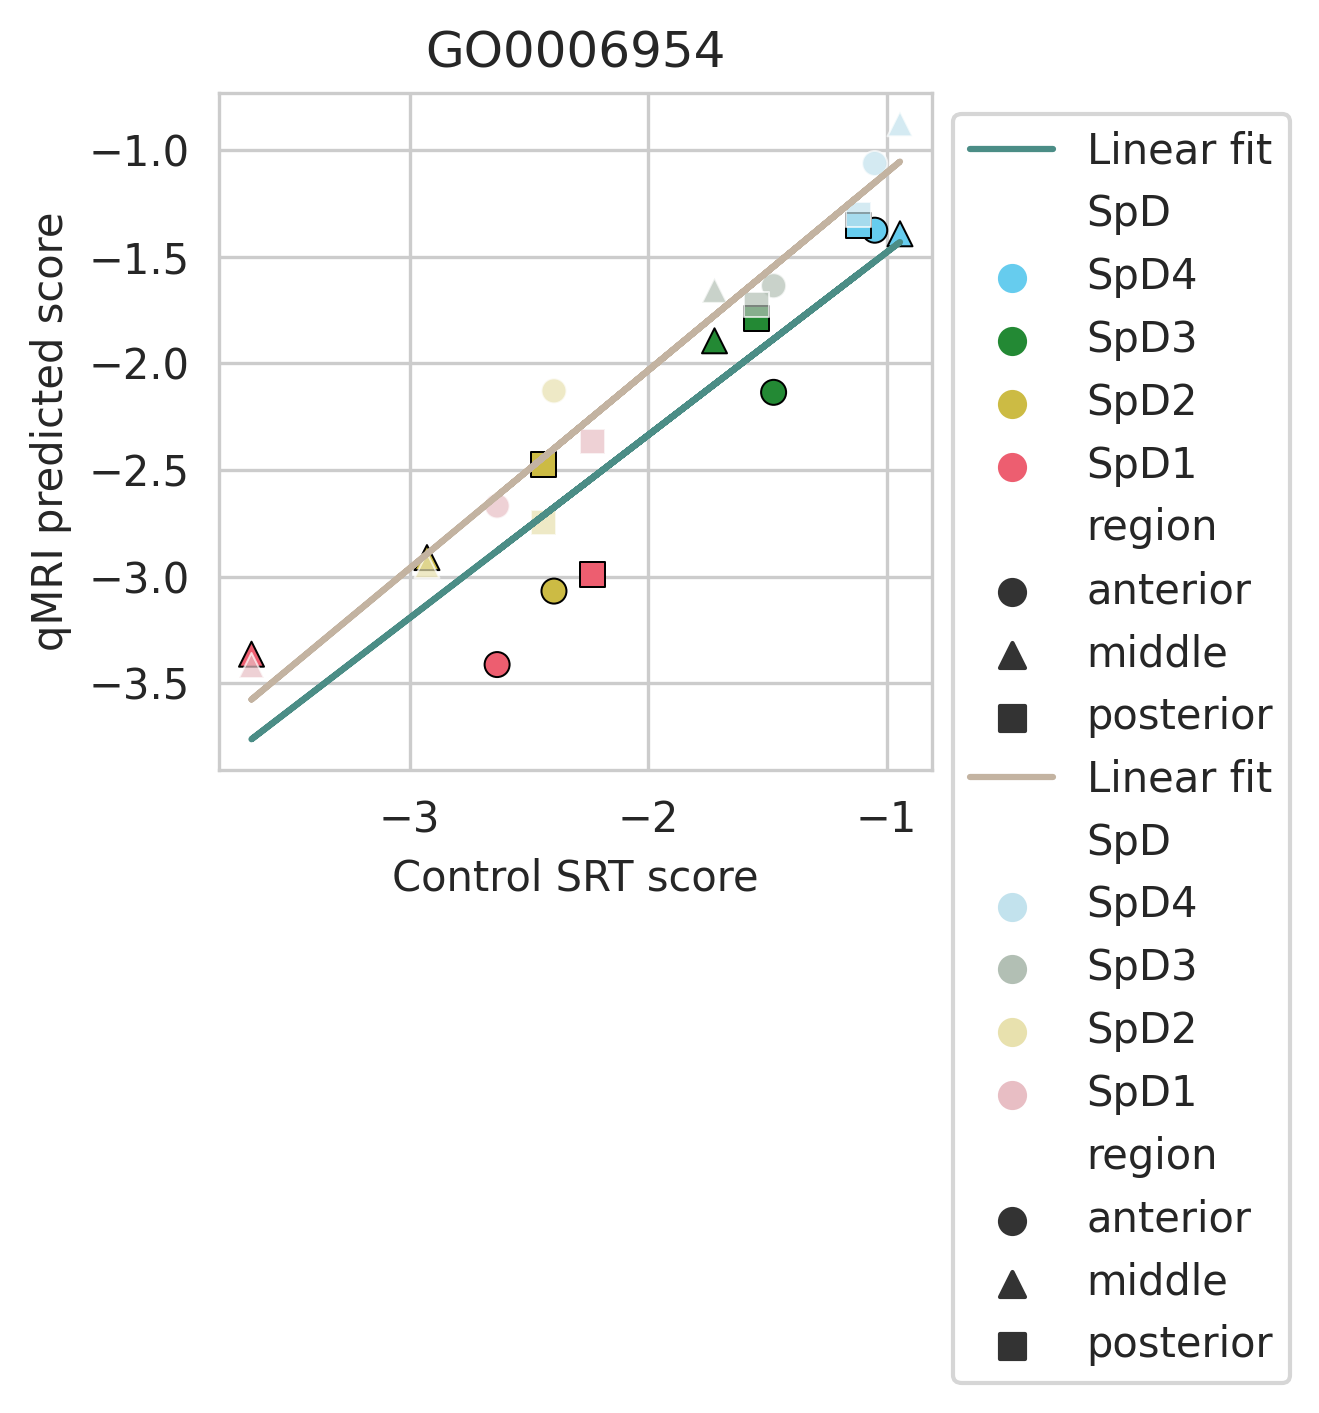 GO0006954
qMRI predicted score
−1.0
−1.5
−2.0
−2.5
−3.0
−3.5
−3
−2
−1
Control SRT score
Linear fit
SpD
SpD4
SpD3
SpD2
SpD1
region
anterior
middle
posterior
Linear fit
SpD
SpD4
SpD3
SpD2
SpD1
region
anterior
middle
posterior